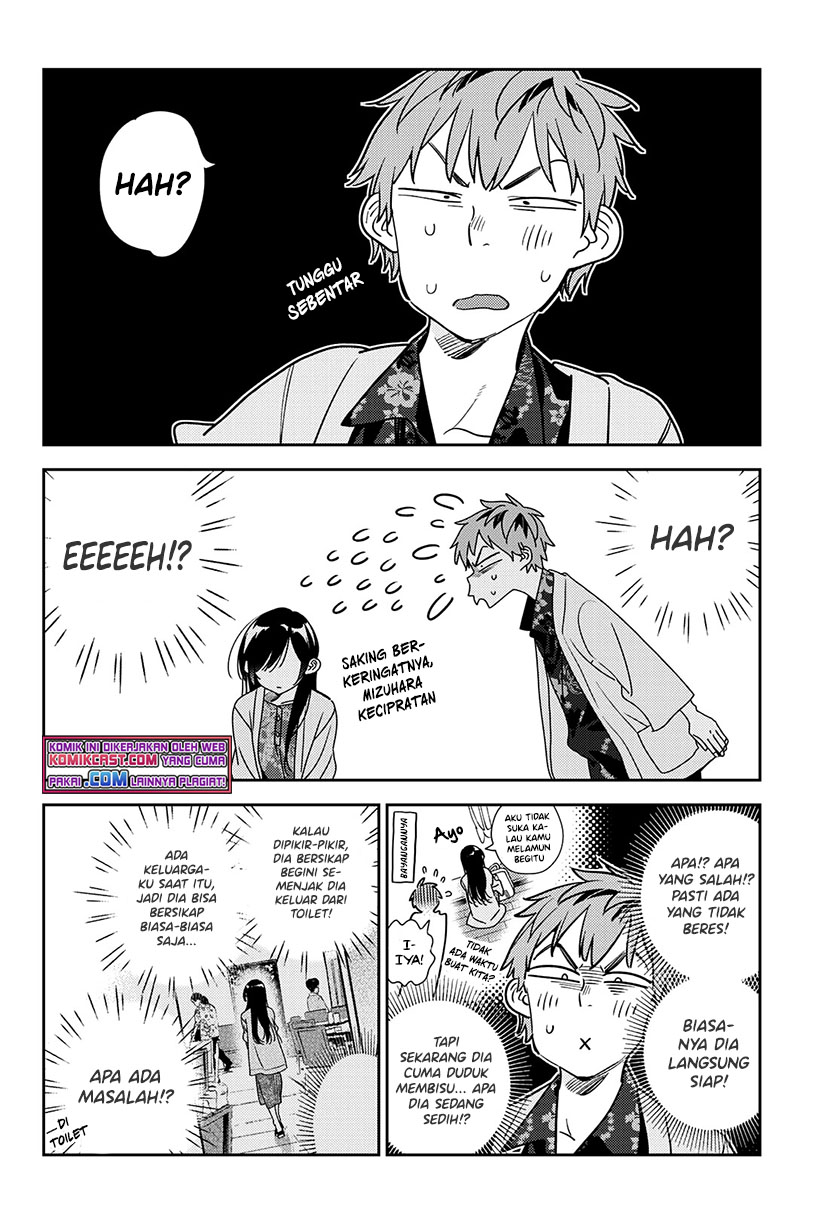 HAH?
TUNGGU
SEBENTAR
HAH?
EEEEEH!?
SAKING BER-
KERINGATNYA,
MIZUHARA
KECIPRATAN
KOMIK INI DIKERJAKAN OLEH WEB
KOMIKCAST.COM YANG CUMA
PAKAI .COM LAINNYA PLAGIAT!
APA!? APA
YANG SALAH!?
PASTI ADA
YANG TIDAK
BERES!
BIASA-
NYA DIA
LANGSUNG
SIAP!
AKU TIDAK
SUKA KA-
LAU KAMU
MELAMUN
BEGITU
Ayo
BAYANGANNYA
I-
IYA!
TIDAK
ADA WAKTU
BUAT KITA?
TAPI
SEKARANG DIA
CUMA DUDUK
MEMBISU... APA
DIA SEDANG
SEDIH!?
KALAU
DIPIKIR-PIKIR,
DIA BERSIKAP
BEGINI SE-
MENJAK DIA
KELUAR DARI
TOILET!
ADA
KELUARGA-
KU SAAT ITU,
JADI DIA BISA
BERSIKAP
BIASA-BIASA
SAJA...
APA ADA
MASALAH!?
—DI
TOILET